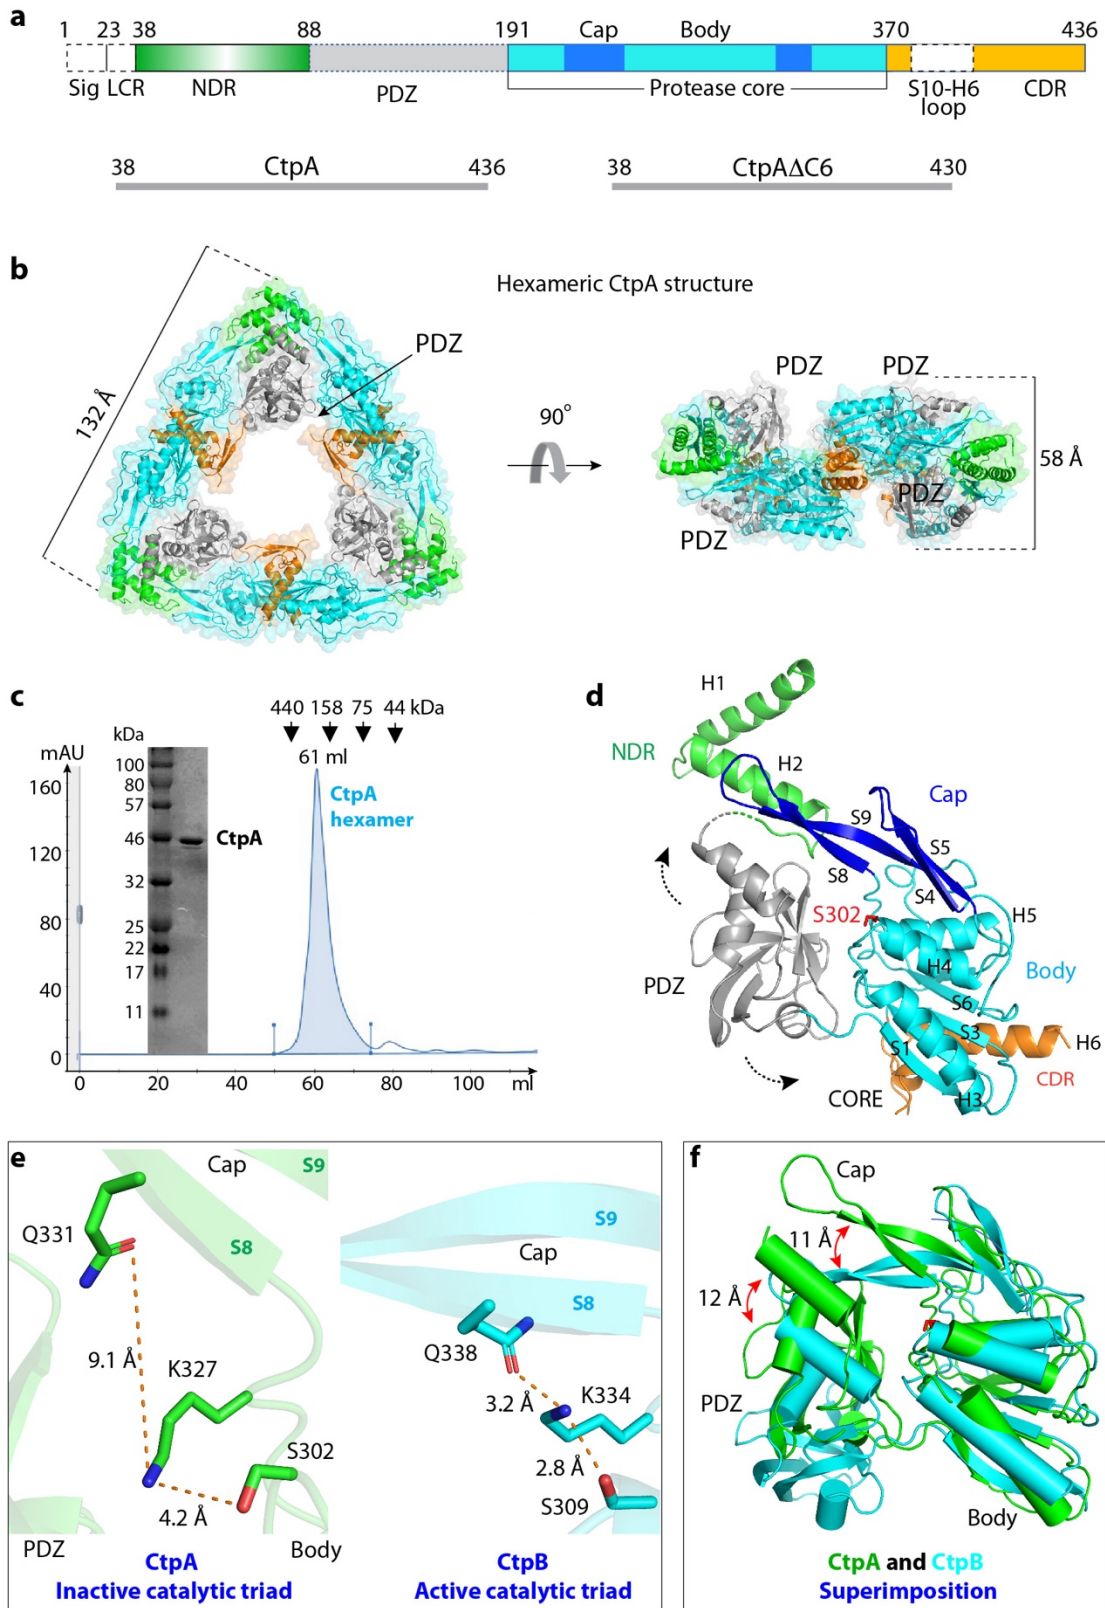 a
1 23 38 88 191 Cap Body 370 436
Sig LCR NDR PDZ Protease core S10-H6 loop CDR
38 CtpA 436 38 CtpAΔC6 430
b
Hexameric CtpA structure
PDZ
132 Å
90°
PDZ PDZ
58 Å
PDZ
PDZ
c
440 158 75 44 kDa
kDa
mAU
61 ml
100
160
80
57
CtpA
hexamer
46
CtpA
120
32
80
25
22
17
40
11
0
0 20 40 60 80 100 ml
d
H1
NDR
H2
Cap
S9
S5
S8
S4
S302
H5
H4
Body
PDZ
S6
S3
S1
H6
CDR
CORE
H3
e
Cap
S9
Q331
S8
9.1 Å
K327
S302
4.2 Å
PDZ
Body
CtpA
Inactive catalytic triad
S9
Cap
S8
Q338
K334
3.2 Å
2.8 Å
S309
CtpB
Active catalytic triad
f
Cap
11 Å
12 Å
PDZ
Body
CtpA and CtpB
Superimposition